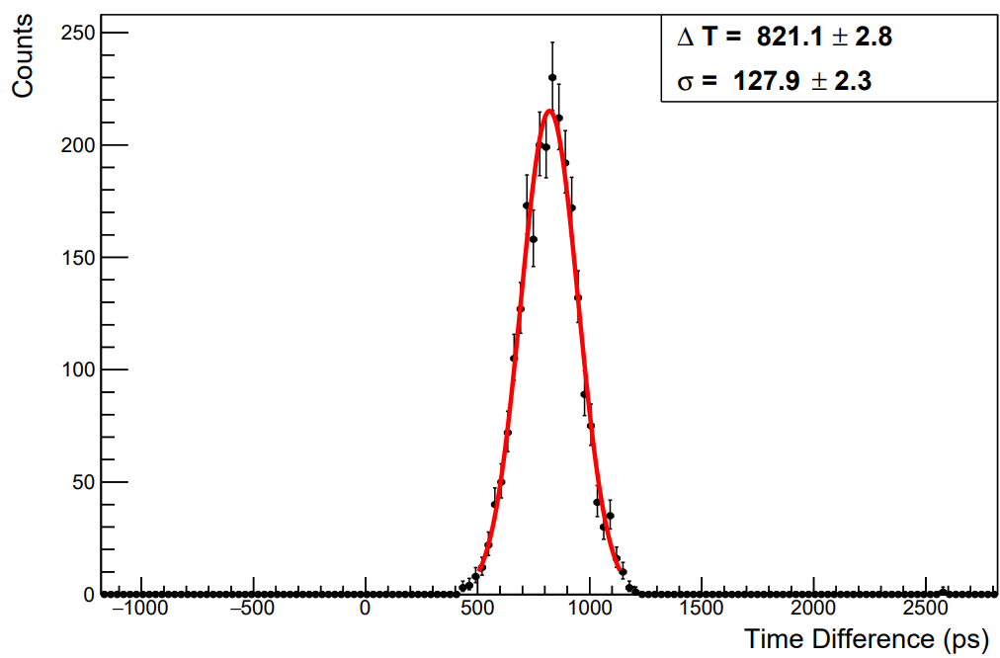 Counts
Δ T = 821.1 ± 2.8
σ = 127.9 ± 2.3
250
200
150
100
50
0
−1000 −500 0 500 1000 1500 2000 2500
Time Difference (ps)